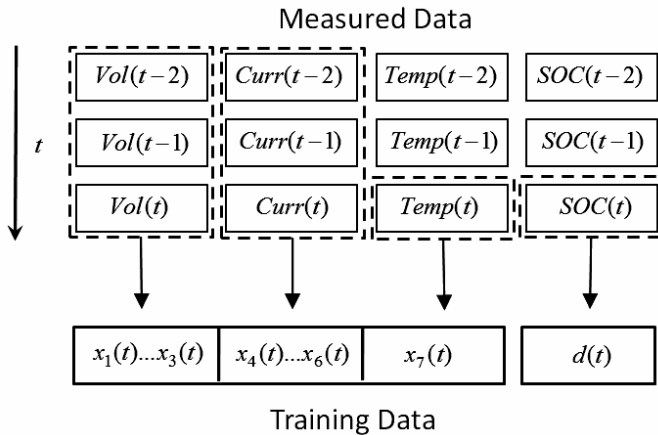 Measured Data
Vol(t−2) Curr(t−2) Temp(t−2) SOC(t−2)
t Vol(t−1) Curr(t−1) Temp(t−1) SOC(t−1)
Vol(t) Curr(t) Temp(t) SOC(t)
x₁(t)...x₃(t) x₄(t)...x₆(t) x₇(t) d(t)
Training Data